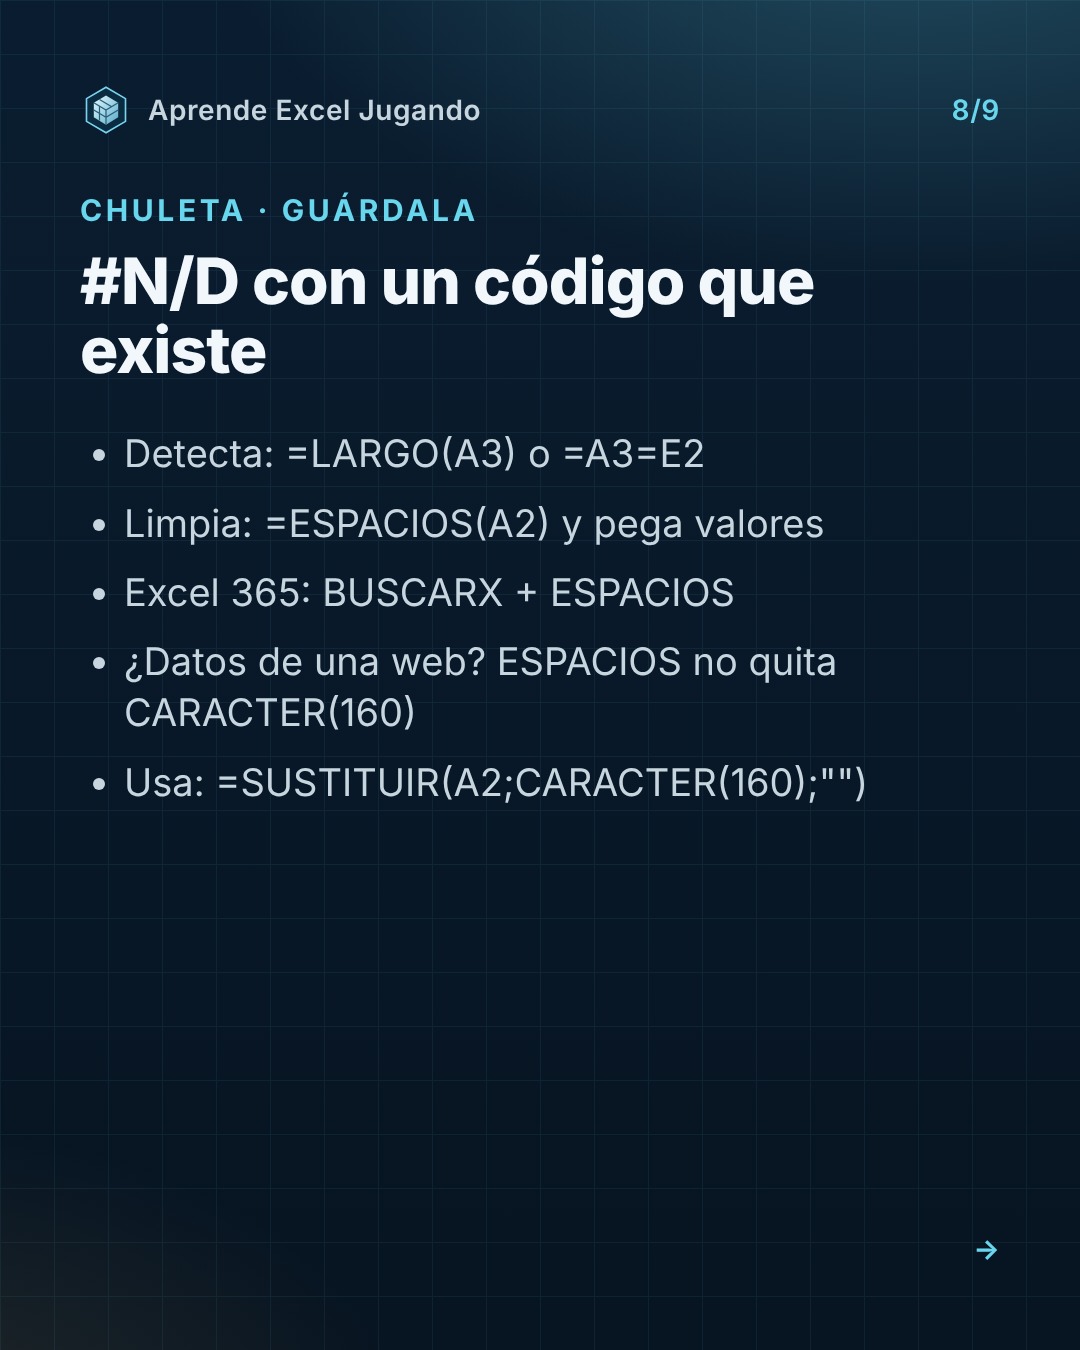 Aprende Excel Jugando
8/9
CHULETA · GUÁRDALA
#N/D con un código que
existe
• Detecta: =LARGO(A3) o =A3=E2
• Limpia: =ESPACIOS(A2) y pega valores
• Excel 365: BUSCARX + ESPACIOS
• ¿Datos de una web? ESPACIOS no quita
CARACTER(160)
• Usa: =SUSTITUIR(A2;CARACTER(160);"")
→